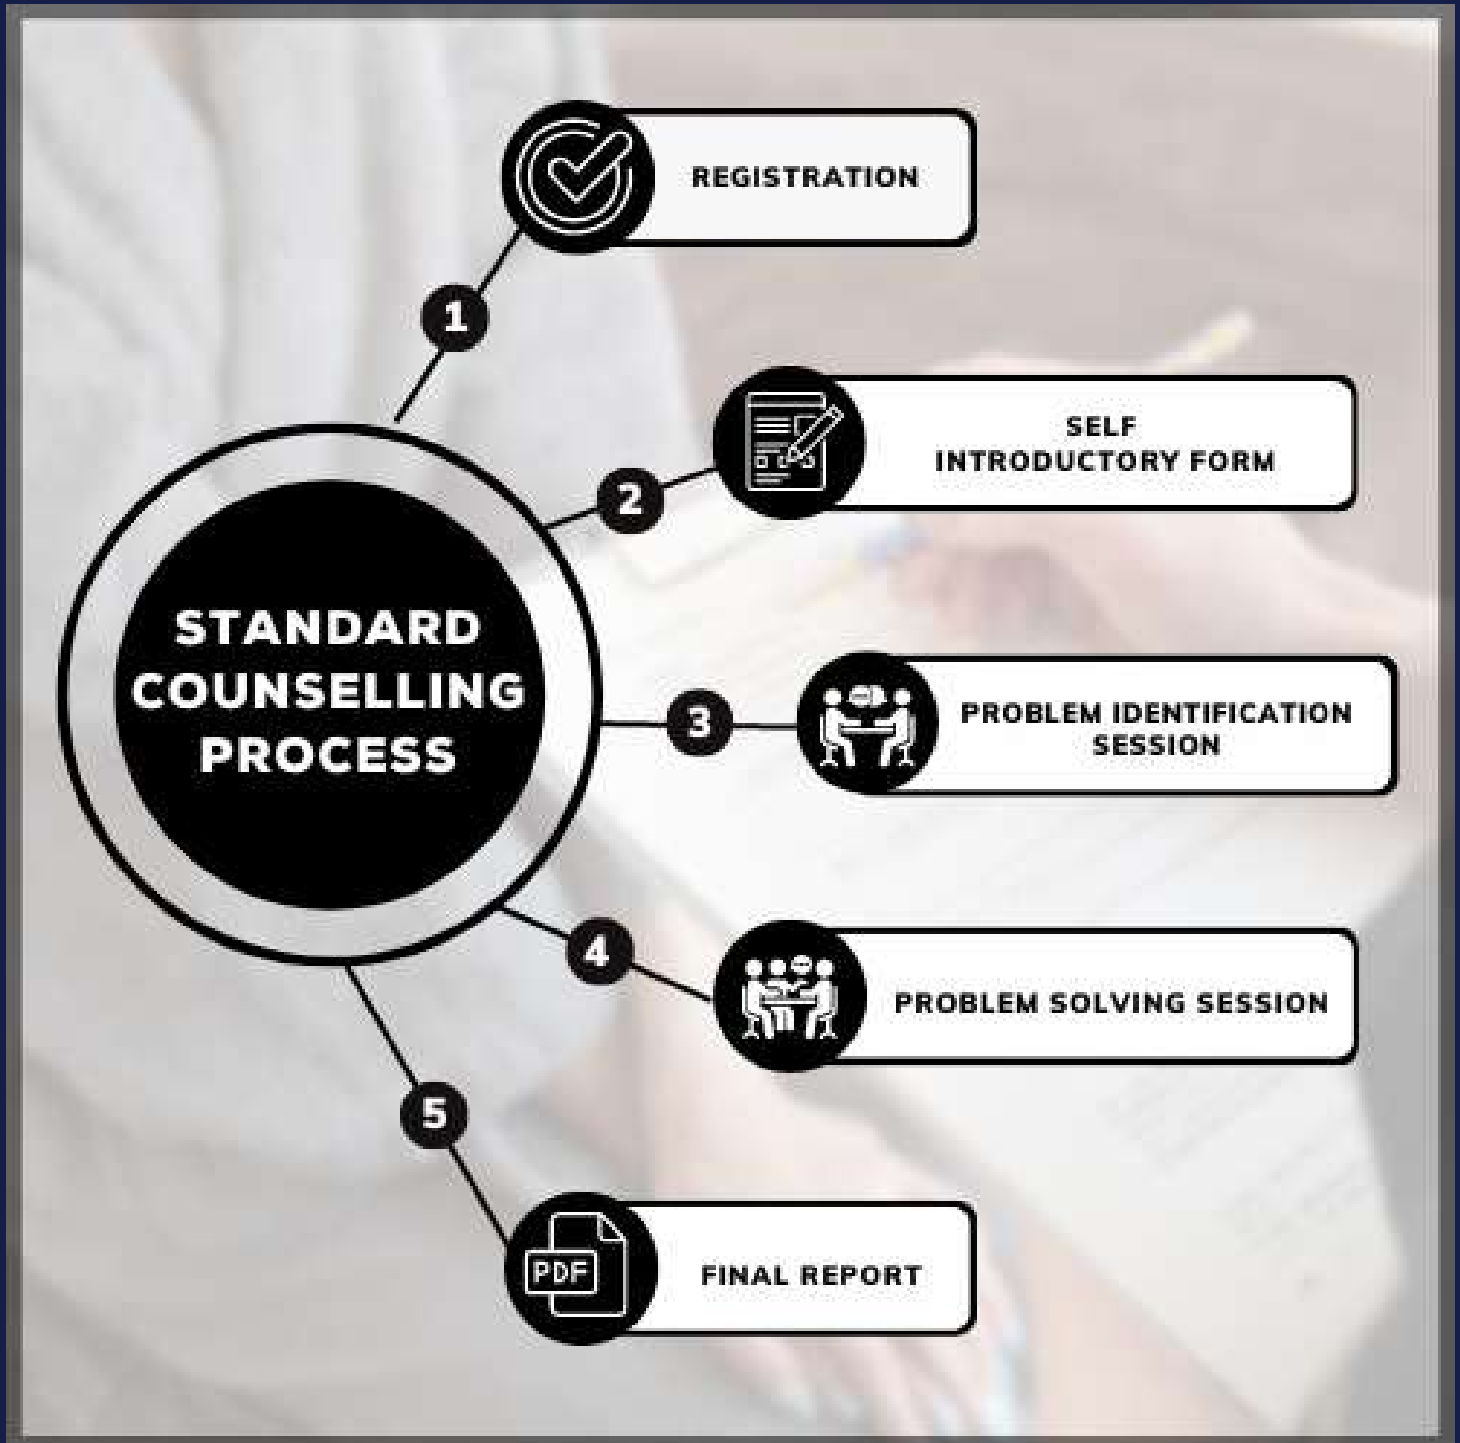 STANDARD
COUNSELLING
PROCESS
1
REGISTRATION
2
SELF
INTRODUCTORY FORM
3
PROBLEM IDENTIFICATION
SESSION
4
PROBLEM SOLVING SESSION
5
PDF
FINAL REPORT